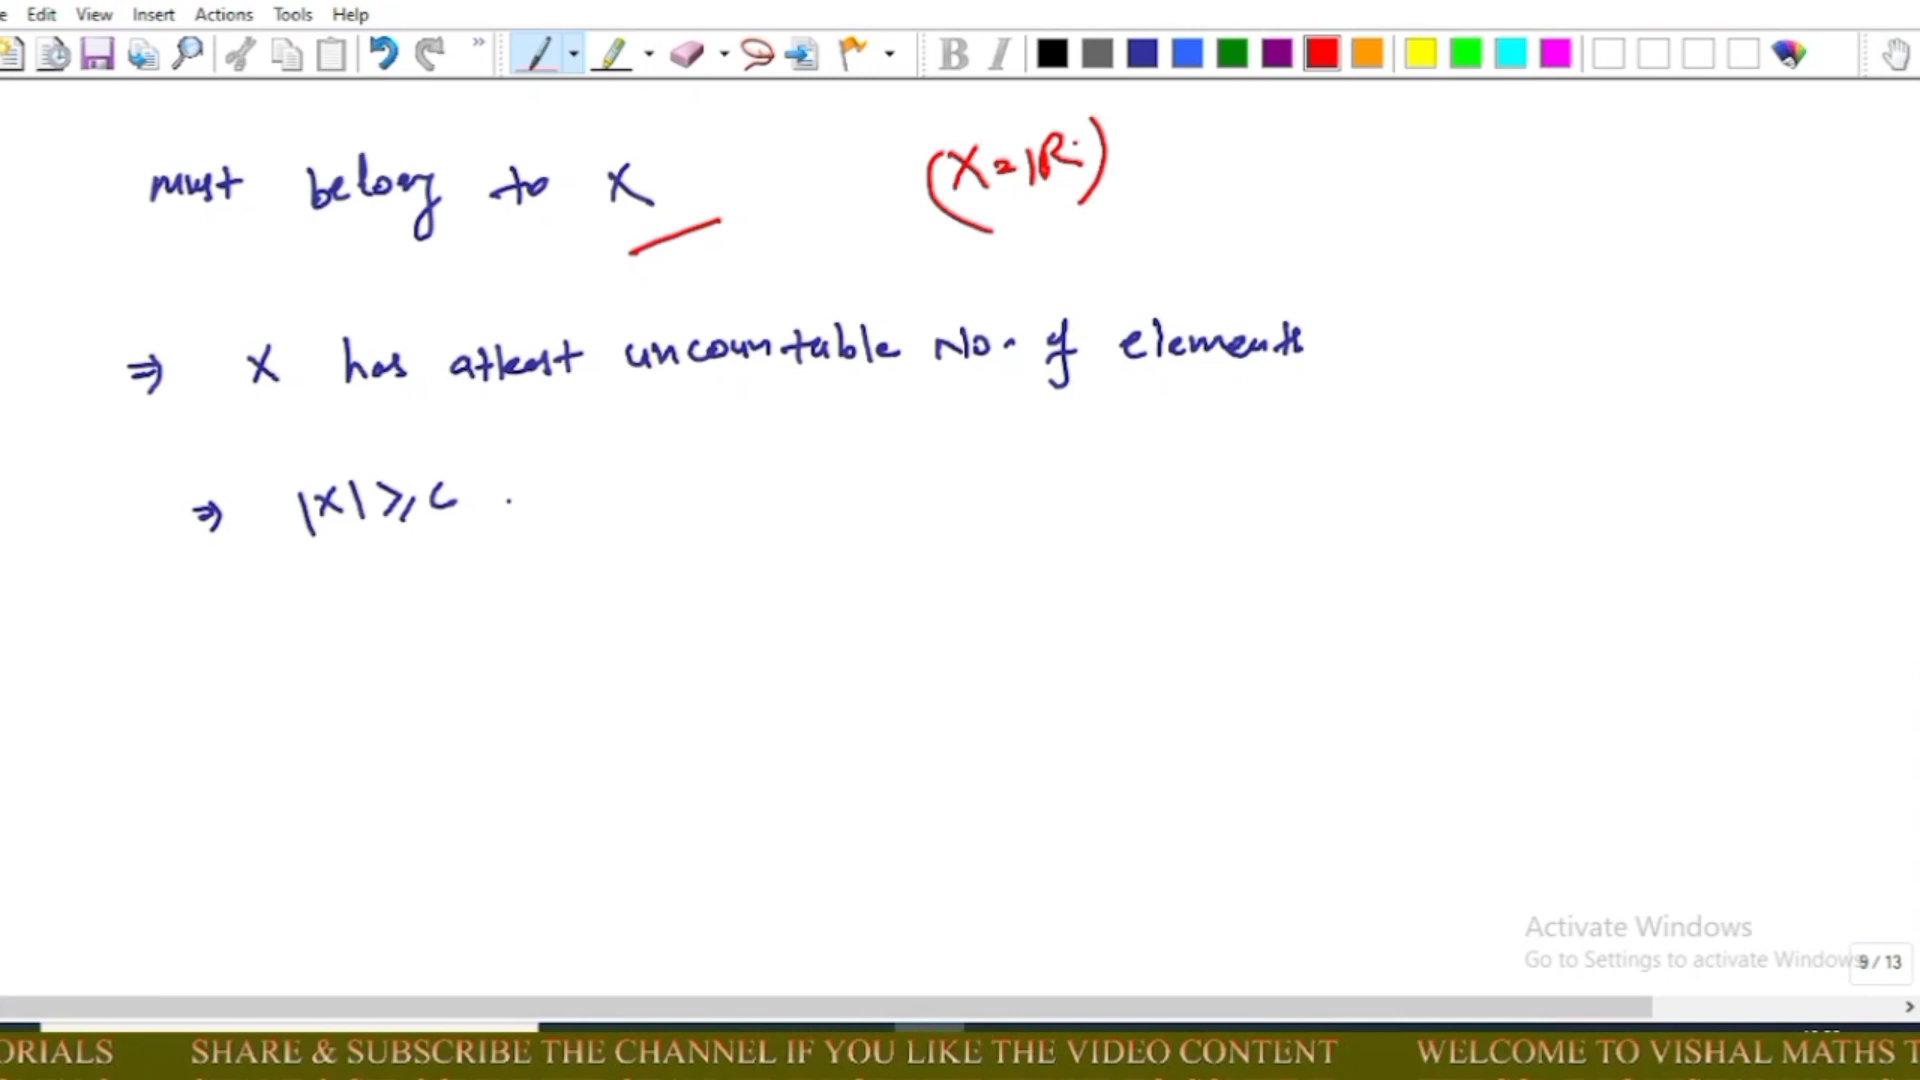 Edit View Insert Actions Tools Help
B I
must belong to X (X=ℝ.)
⇒ X has atleast uncountable No. of elements
⇒ |X| ⩾ c .
Activate Windows
Go to Settings to activate Windows
9 / 13
ORIALS SHARE & SUBSCRIBE THE CHANNEL IF YOU LIKE THE VIDEO CONTENT WELCOME TO VISHAL MATHS T